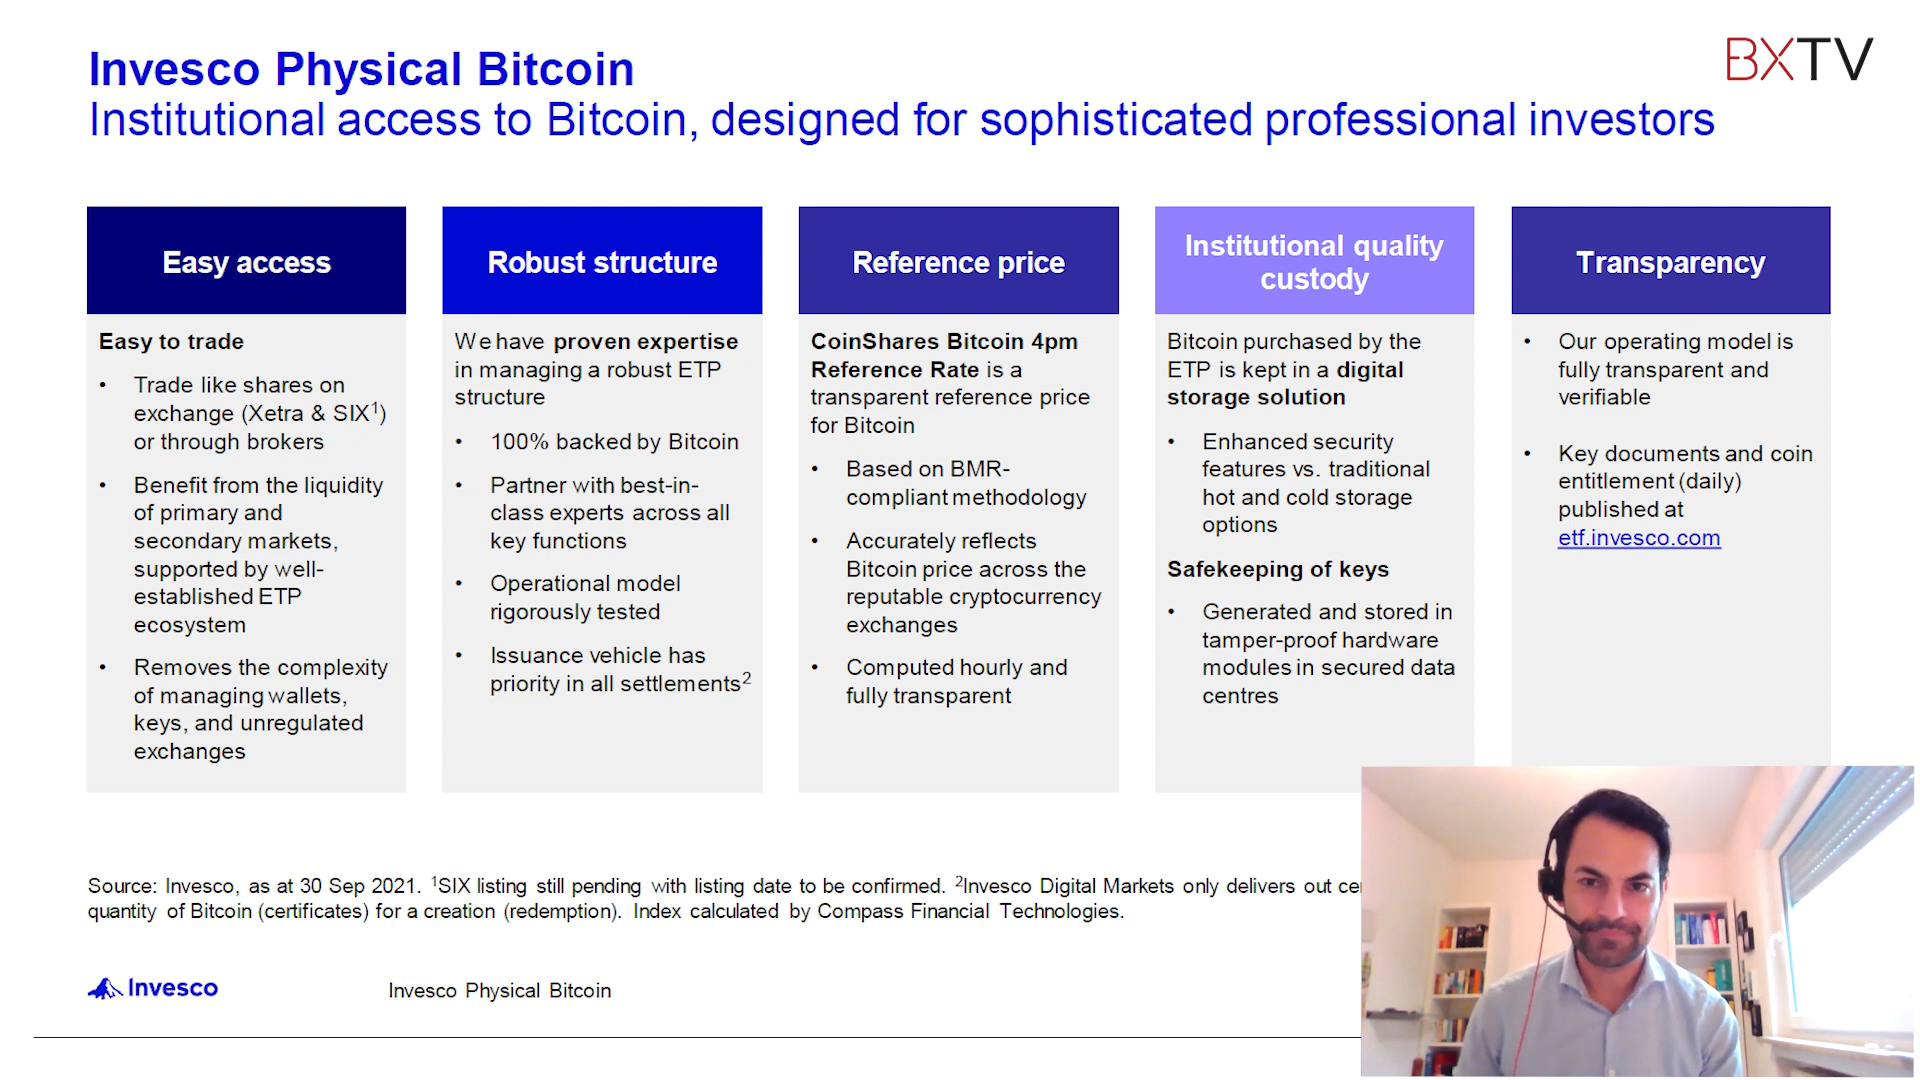 Invesco Physical Bitcoin
Institutional access to Bitcoin, designed for sophisticated professional investors
BXTV
Easy access
Easy to trade
• Trade like shares on
exchange (Xetra & SIX¹)
or through brokers
• Benefit from the liquidity
of primary and
secondary markets,
supported by well-
established ETP
ecosystem
• Removes the complexity
of managing wallets,
keys, and unregulated
exchanges
Robust structure
We have proven expertise
in managing a robust ETP
structure
• 100% backed by Bitcoin
• Partner with best-in-
class experts across all
key functions
• Operational model
rigorously tested
• Issuance vehicle has
priority in all settlements²
Reference price
CoinShares Bitcoin 4pm
Reference Rate is a
transparent reference price
for Bitcoin
• Based on BMR-
compliant methodology
• Accurately reflects
Bitcoin price across the
reputable cryptocurrency
exchanges
• Computed hourly and
fully transparent
Institutional quality
custody
Bitcoin purchased by the
ETP is kept in a digital
storage solution
• Enhanced security
features vs. traditional
hot and cold storage
options
Safekeeping of keys
• Generated and stored in
tamper-proof hardware
modules in secured data
centres
Transparency
• Our operating model is
fully transparent and
verifiable
• Key documents and coin
entitlement (daily)
published at
etf.invesco.com
Source: Invesco, as at 30 Sep 2021. ¹SIX listing still pending with listing date to be confirmed. ²Invesco Digital Markets only delivers out
quantity of Bitcoin (certificates) for a creation (redemption). Index calculated by Compass Financial Technologies.
Invesco
Invesco Physical Bitcoin